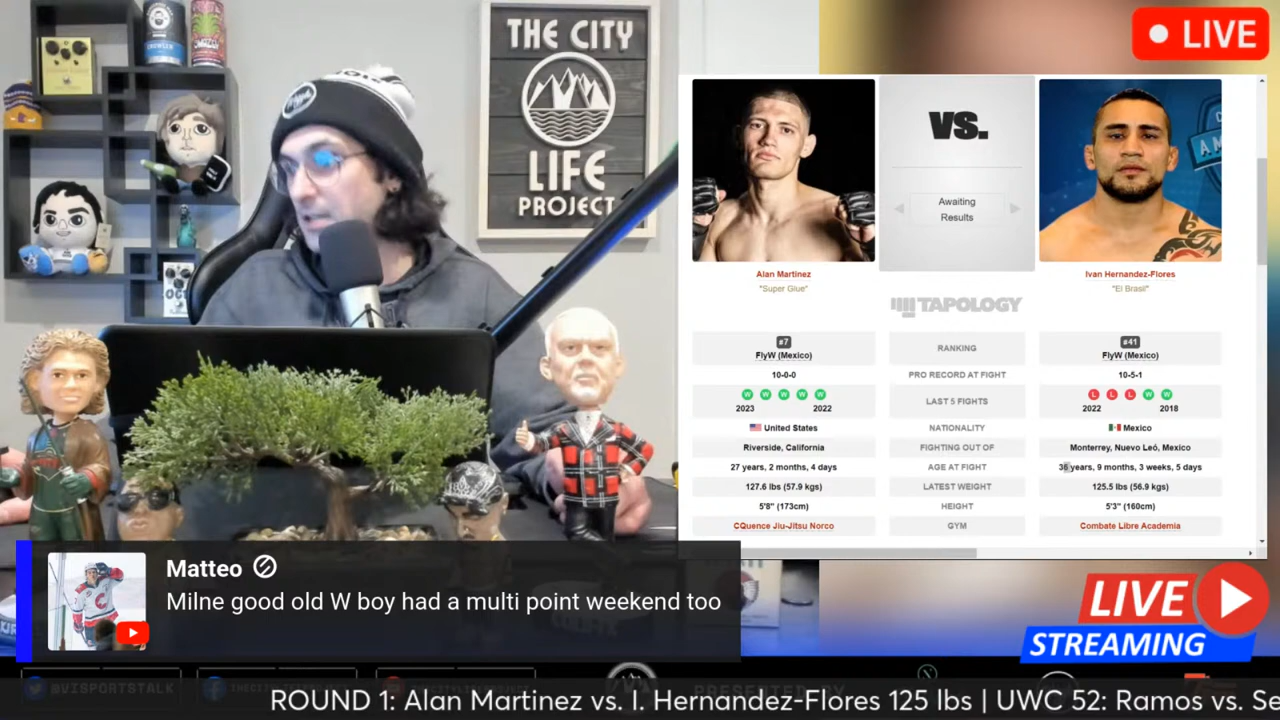 THE CITY
LIFE
PROJECT
LIVE
VS.
Awaiting
Results
Alan Martinez
"Super Glue"
Ivan Hernandez-Flores
"El Brasil"
TAPOLOGY
#7
FlyW (Mexico)
RANKING
#41
FlyW (Mexico)
10-0-0
PRO RECORD AT FIGHT
10-5-1
W W W W W
2023 2022
LAST 5 FIGHTS
L L L W W
2022 2018
United States
NATIONALITY
Mexico
Riverside, California
FIGHTING OUT OF
Monterrey, Nuevo Leó, Mexico
27 years, 2 months, 4 days
AGE AT FIGHT
36 years, 9 months, 3 weeks, 5 days
127.6 lbs (57.9 kgs)
LATEST WEIGHT
125.5 lbs (56.9 kgs)
5'8" (173cm)
HEIGHT
5'3" (160cm)
CQuence Jiu-Jitsu Norco
GYM
Combate Libre Academia
Matteo
Milne good old W boy had a multi point weekend too
LIVE
STREAMING
@VISPORTSTALK
PRESENTED BY
ROUND 1: Alan Martinez vs. I. Hernandez-Flores 125 lbs | UWC 52: Ramos vs. Se